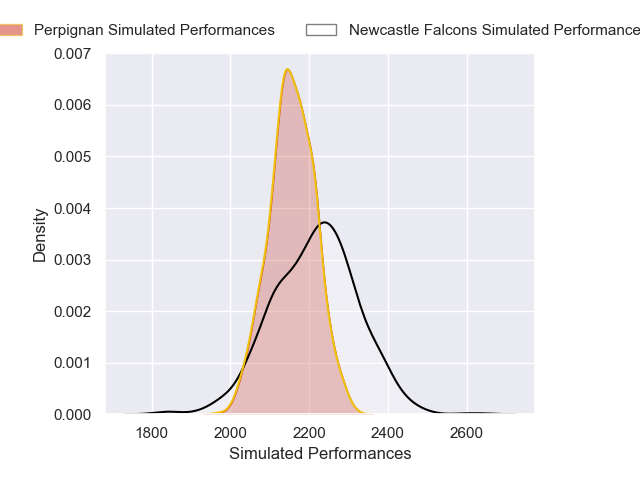 Perpignan Simulated Performances Newcastle Falcons Simulated Performance
0.007
0.006
0.005
0.004
0.003
0.002
0.001
0.000
Density
1800 2000 2200 2400 2600
Simulated Performances